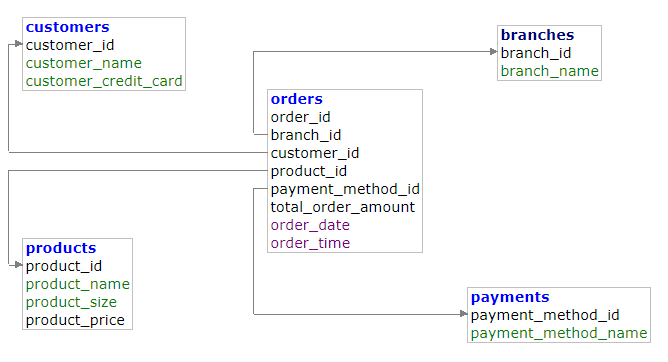 customers
customer_id
customer_name
customer_credit_card
branches
branch_id
branch_name
orders
order_id
branch_id
customer_id
product_id
payment_method_id
total_order_amount
order_date
order_time
products
product_id
product_name
product_size
product_price
payments
payment_method_id
payment_method_name